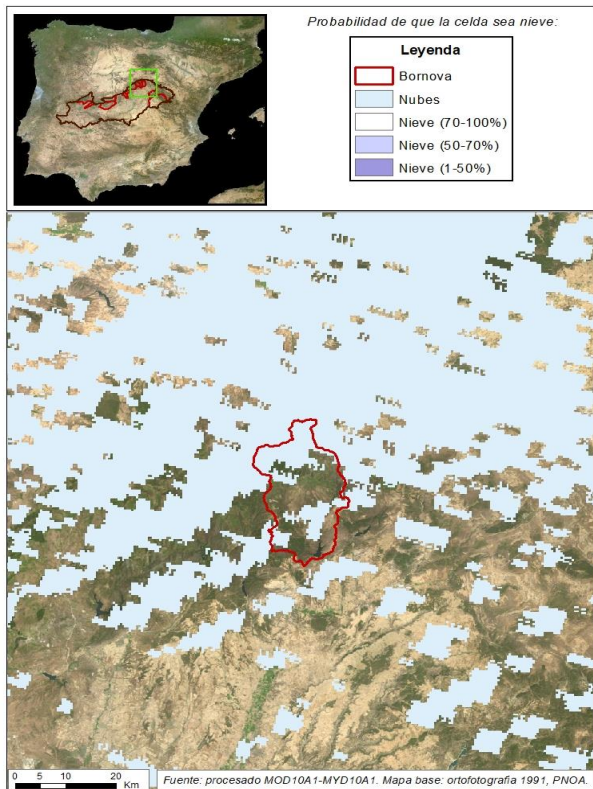 Probabilidad de que la celda sea nieve:
Leyenda
Bornova
Nubes
Nieve (70-100%)
Nieve (50-70%)
Nieve (1-50%)
0 5 10 20
Km
Fuente: procesado MOD10A1-MYD10A1. Mapa base: ortofotografia 1991, PNOA.